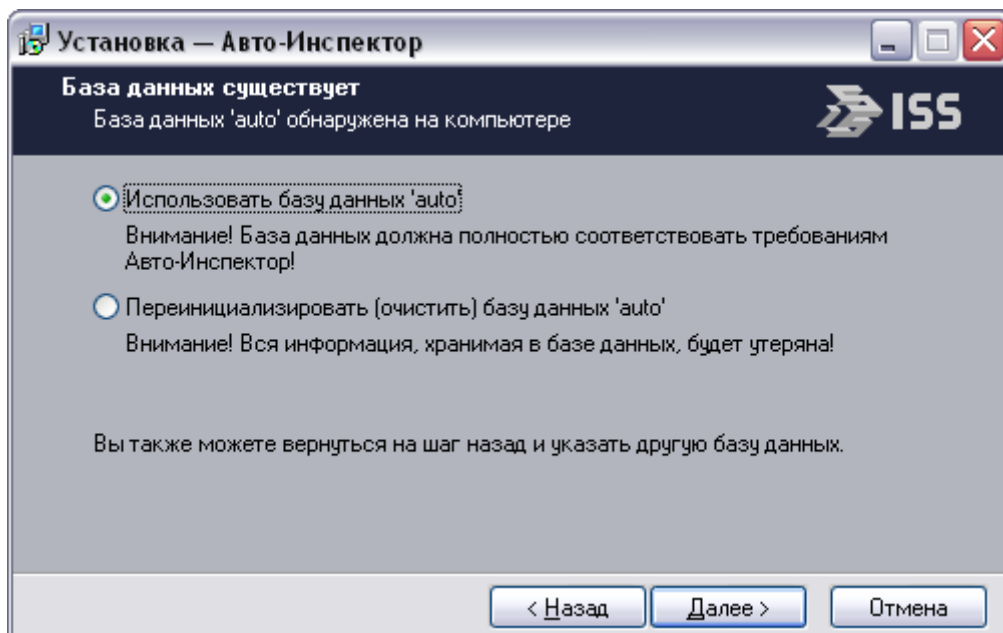 Установка — Авто-Инспектор
База данных существует
База данных 'auto' обнаружена на компьютере
ISS
Использовать базу данных 'auto'
Внимание! База данных должна полностью соответствовать требованиям
Авто-Инспектор!
Переинициализировать (очистить) базу данных 'auto'
Внимание! Вся информация, хранимая в базе данных, будет утеряна!
Вы также можете вернуться на шаг назад и указать другую базу данных.
< Назад Далее > Отмена